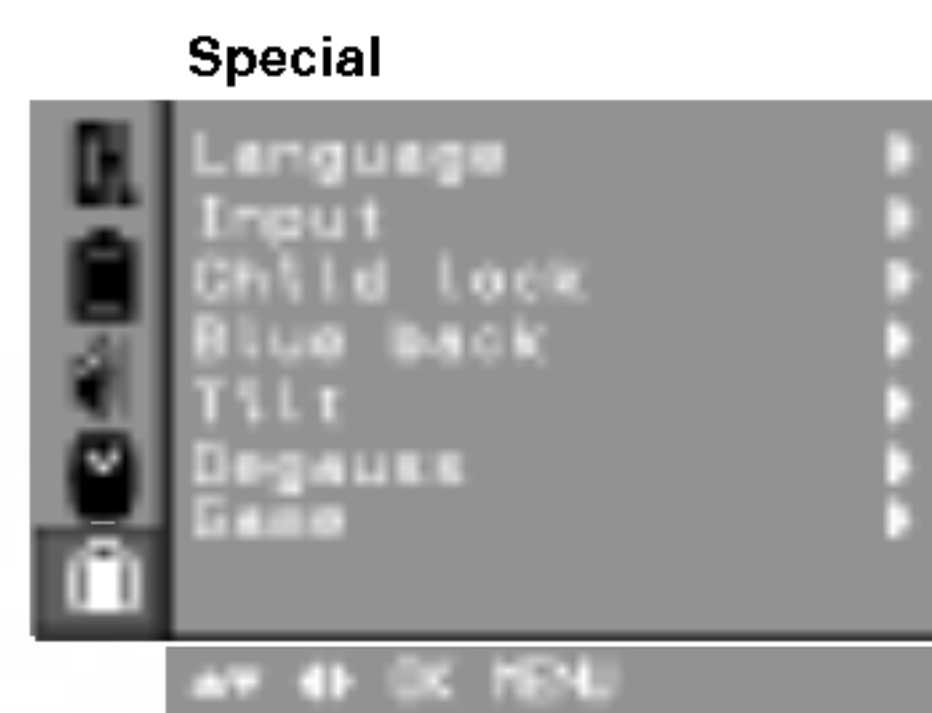 Special
Language
Input
Child lock
Blue back
Tilt
Degauss
Game
OK MENU